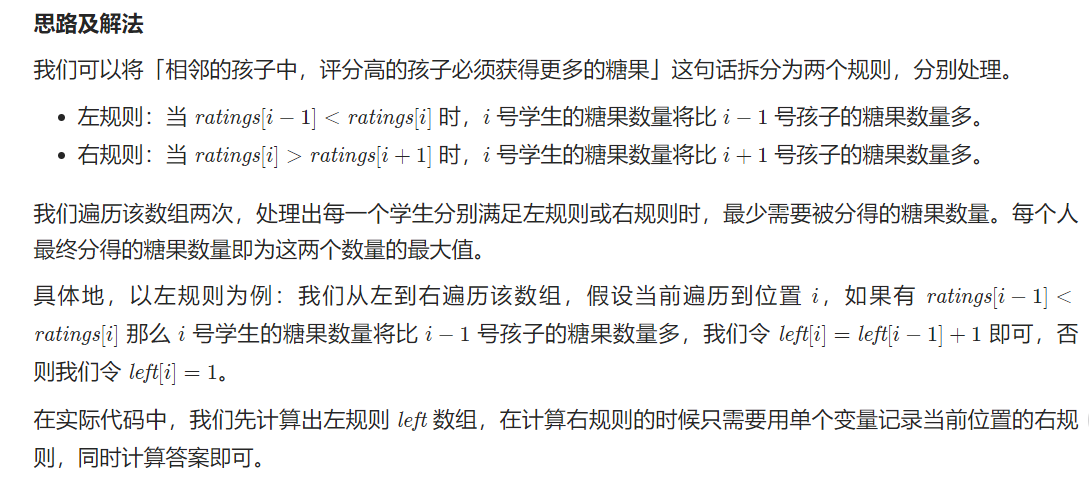 思路及解法
我们可以将「相邻的孩子中，评分高的孩子必须获得更多的糖果」这句话拆分为两个规则，分别处理。
• 左规则：当 ratings[i − 1] < ratings[i] 时，i 号学生的糖果数量将比 i − 1 号孩子的糖果数量多。
• 右规则：当 ratings[i] > ratings[i + 1] 时，i 号学生的糖果数量将比 i + 1 号孩子的糖果数量多。
我们遍历该数组两次，处理出每一个学生分别满足左规则或右规则时，最少需要被分得的糖果数量。每个人
最终分得的糖果数量即为这两个数量的最大值。
具体地，以左规则为例：我们从左到右遍历该数组，假设当前遍历到位置 i，如果有 ratings[i − 1] <
ratings[i] 那么 i 号学生的糖果数量将比 i − 1 号孩子的糖果数量多，我们令 left[i] = left[i − 1] + 1 即可，否
则我们令 left[i] = 1。
在实际代码中，我们先计算出左规则 left 数组，在计算右规则的时候只需要用单个变量记录当前位置的右规
则，同时计算答案即可。